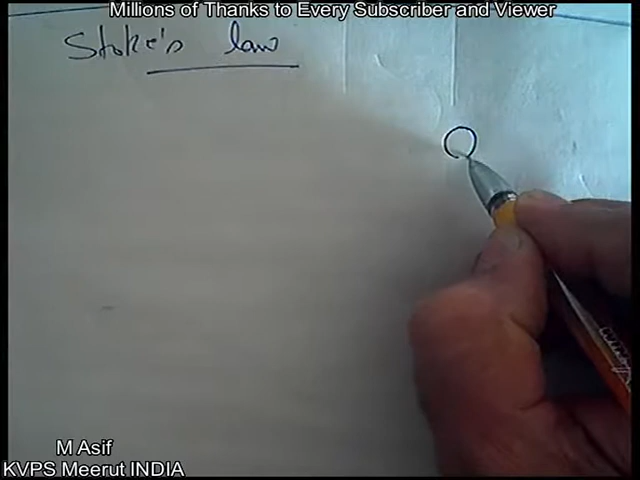 Millions of Thanks to Every Subscriber and Viewer
Stoke's law
M Asif
KVPS Meerut INDIA